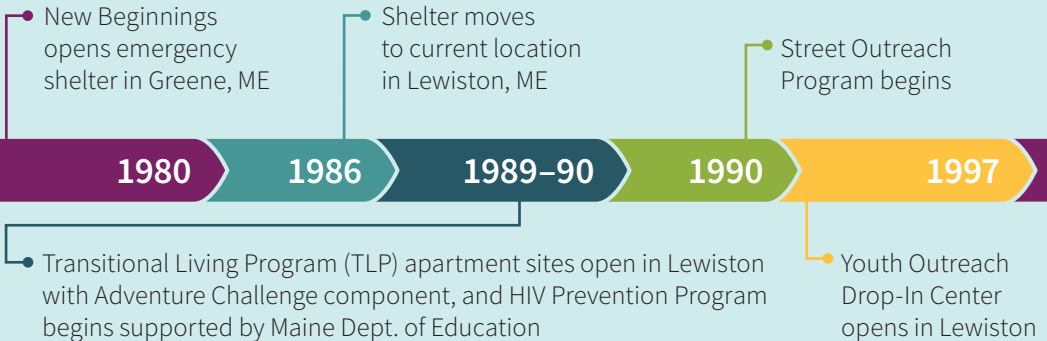 New Beginnings
opens emergency
shelter in Greene, ME
Shelter moves
to current location
in Lewiston, ME
Street Outreach
Program begins
1980
1986
1989–90
1990
1997
Transitional Living Program (TLP) apartment sites open in Lewiston
with Adventure Challenge component, and HIV Prevention Program
begins supported by Maine Dept. of Education
Youth Outreach
Drop-In Center
opens in Lewiston